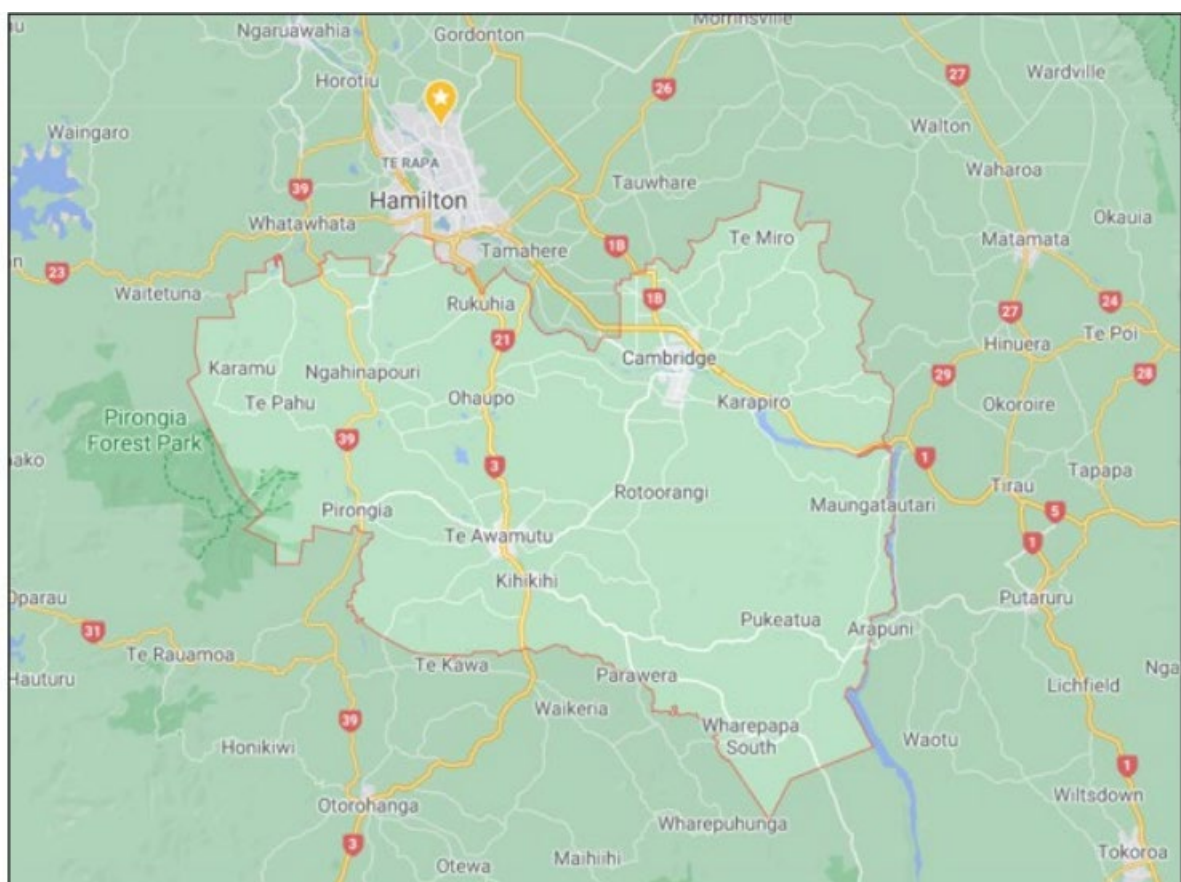 Morrinsville
Ngaruawahia
Gordonton
Horotiu
27
Wardville
26
Waingaro
Walton
TE RAPA
Waharoa
39
Tauwhare
Hamilton
Okauia
Whatawhata
Te Miro
Matamata
1B
Tamahere
23
Waitetuna
1B
24
Rukuhia
27
Te Poi
21
Hinuera
Cambridge
Karamu
Ngahinapouri
29
28
Te Pahu
Ohaupo
Karapiro
Okoroire
Pirongia
Forest Park
39
1
3
Tapapa
Rotoorangi
Tirau
Pirongia
Maungatautari
5
Te Awamutu
1
Kihikihi
Oparau
Putaruru
31
Pukeatua
Arapuni
Te Rauamoa
Te Kawa
Hauturu
Parawera
Lichfield
39
Waikeria
Wharepapa
South
Waotu
Honikiwi
1
Otorohanga
Wiltsdown
Wharepuhunga
3
Tokoroa
Maihiihi
Otewa